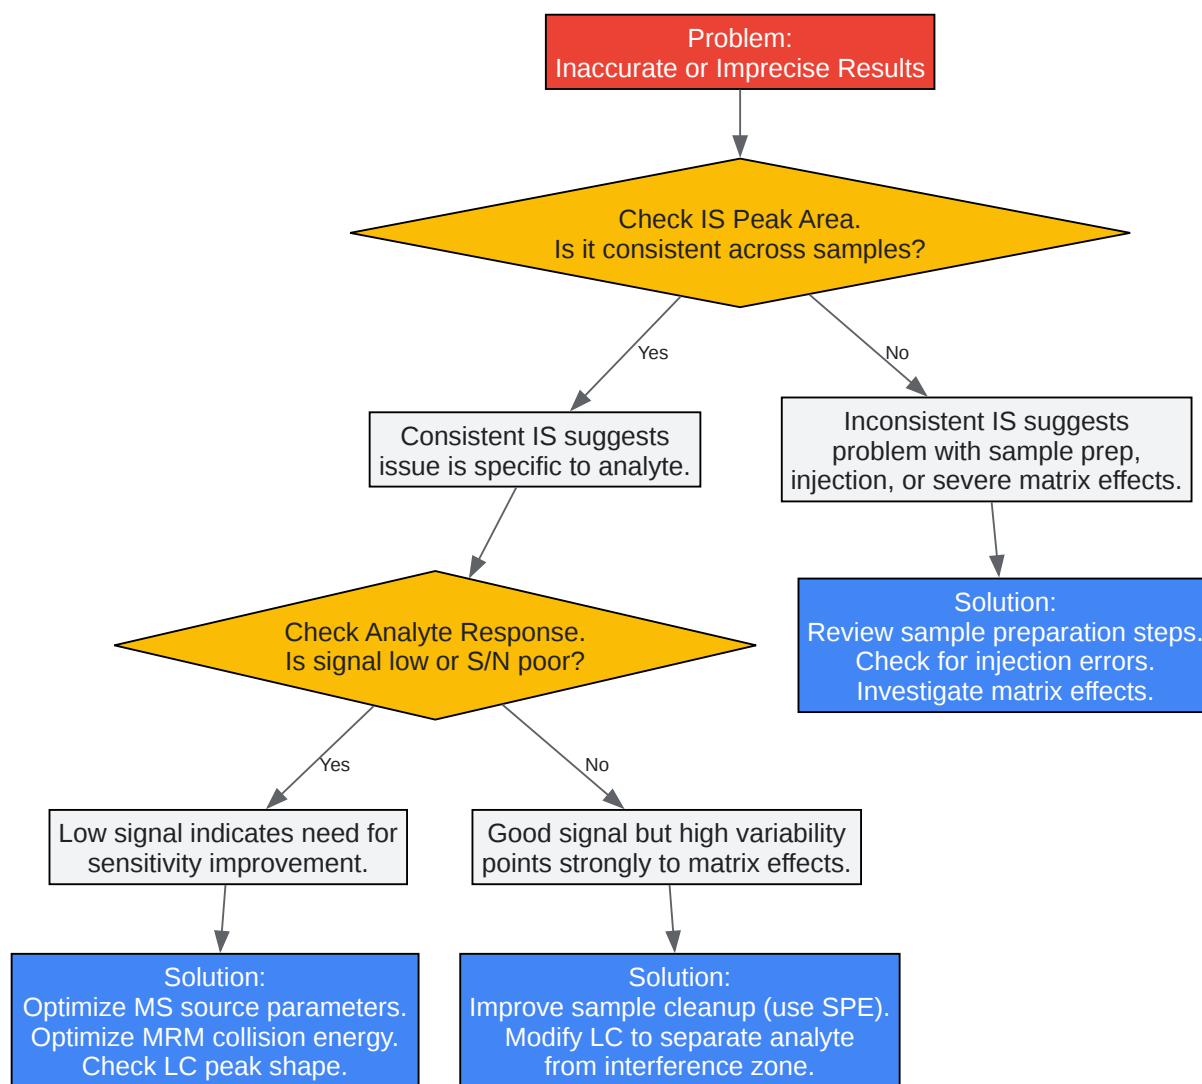 Problem:
Inaccurate or Imprecise Results
Check IS Peak Area.
Is it consistent across samples?
Yes
No
Consistent IS suggests
issue is specific to analyte.
Inconsistent IS suggests
problem with sample prep,
injection, or severe matrix effects.
Check Analyte Response.
Is signal low or S/N poor?
Solution:
Review sample preparation steps.
Check for injection errors.
Investigate matrix effects.
Yes
No
Low signal indicates need for
sensitivity improvement.
Good signal but high variability
points strongly to matrix effects.
Solution:
Optimize MS source parameters.
Optimize MRM collision energy.
Check LC peak shape.
Solution:
Improve sample cleanup (use SPE).
Modify LC to separate analyte
from interference zone.